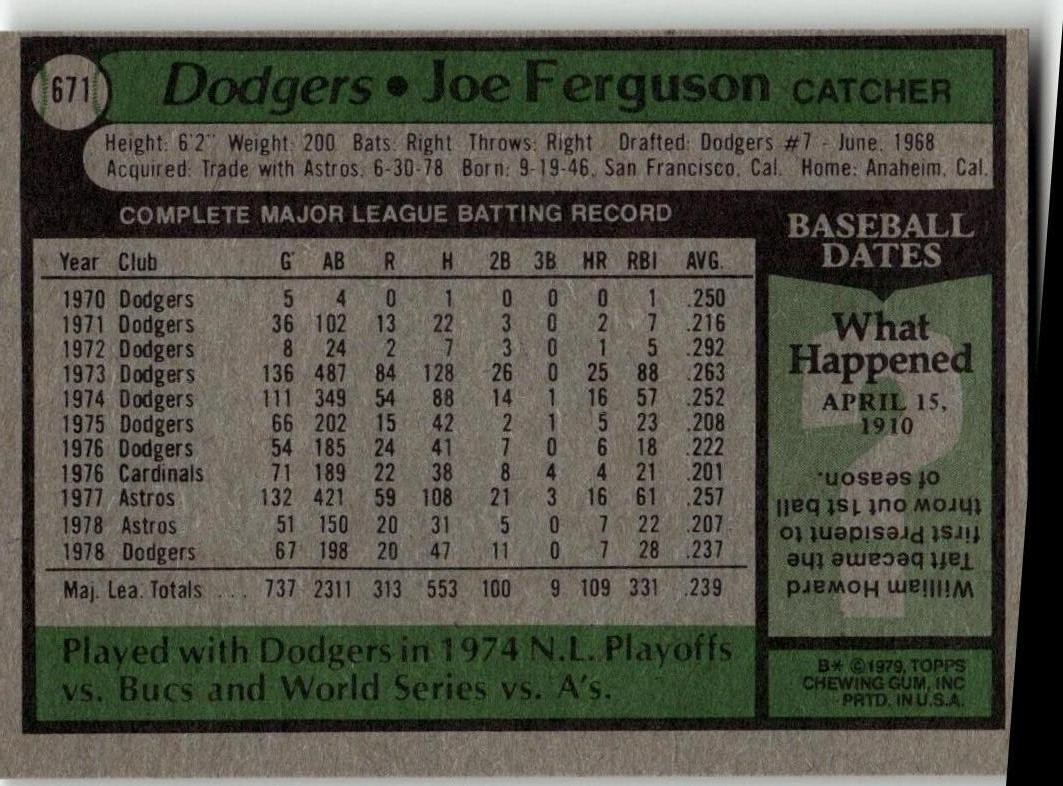 671
Dodgers • Joe Ferguson CATCHER
Height: 6'2" Weight: 200 Bats: Right Throws: Right Drafted: Dodgers #7 - June, 1968
Acquired: Trade with Astros, 6-30-78 Born: 9-19-46, San Francisco, Cal. Home: Anaheim, Cal.
COMPLETE MAJOR LEAGUE BATTING RECORD
Year Club G AB R H 2B 3B HR RBI AVG.
1970 Dodgers 5 4 0 1 0 0 0 1 .250
1971 Dodgers 36 102 13 22 3 0 2 7 .216
1972 Dodgers 8 24 2 7 3 0 1 5 .292
1973 Dodgers 136 487 84 128 26 0 25 88 .263
1974 Dodgers 111 349 54 88 14 1 16 57 .252
1975 Dodgers 66 202 15 42 2 1 5 23 .208
1976 Dodgers 54 185 24 41 7 0 6 18 .222
1976 Cardinals 71 189 22 38 8 4 4 21 .201
1977 Astros 132 421 59 108 21 3 16 61 .257
1978 Astros 51 150 20 31 5 0 7 22 .207
1978 Dodgers 67 198 20 47 11 0 7 28 .237
Maj. Lea. Totals . . . 737 2311 313 553 100 9 109 331 .239
Played with Dodgers in 1974 N.L. Playoffs
vs. Bucs and World Series vs. A's.
BASEBALL
DATES
?
What
Happened
APRIL 15,
1910
William Howard
Taft became the
first President to
throw out 1st ball
of season.
B* ©1979, TOPPS
CHEWING GUM, INC
PRTD. IN U.S.A.